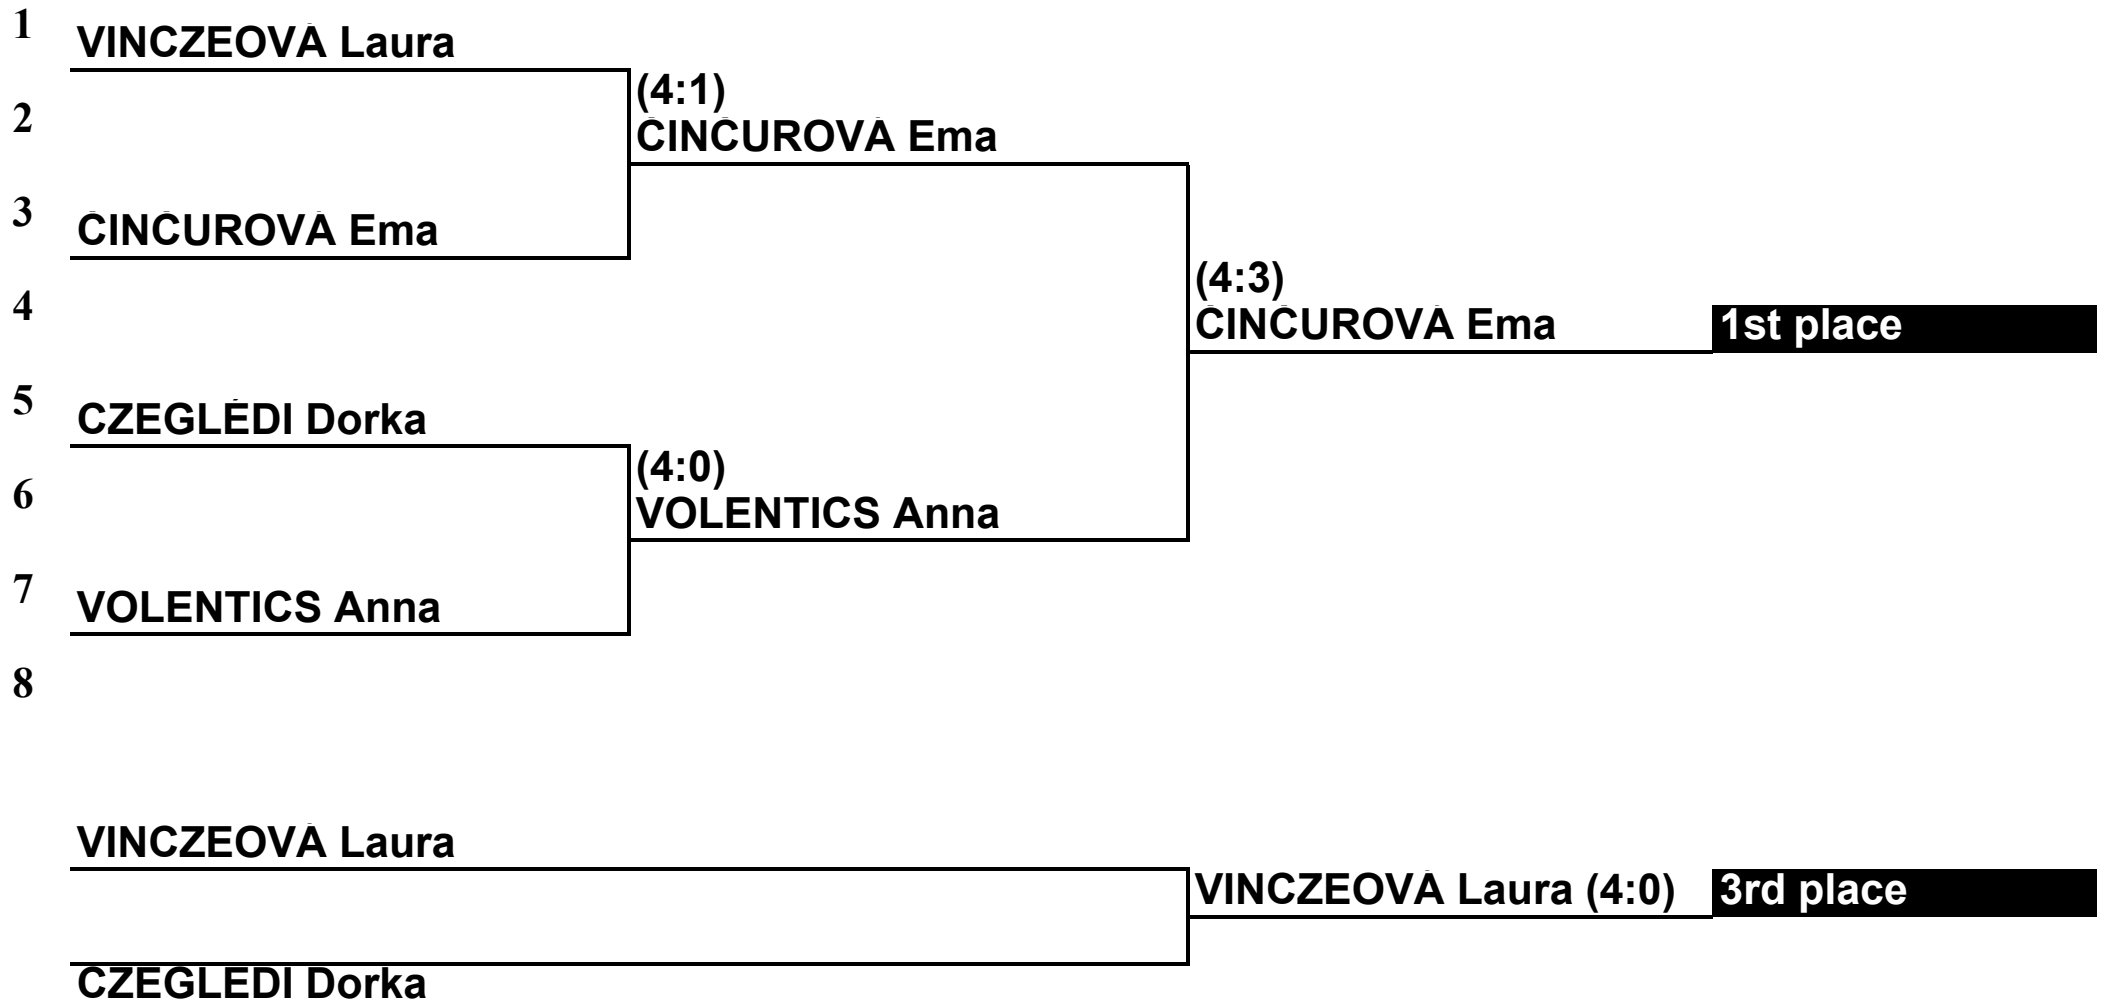 1
VINCZEOVÁ Laura
(4:1)
2
ČINČUROVÁ Ema
3
ČINČUROVÁ Ema
(4:3)
4
ČINČUROVÁ Ema 1st place
5
CZEGLÉDI Dorka
(4:0)
6
VOLENTICS Anna
7
VOLENTICS Anna
8
VINCZEOVÁ Laura
VINCZEOVÁ Laura (4:0) 3rd place
CZEGLÉDI Dorka